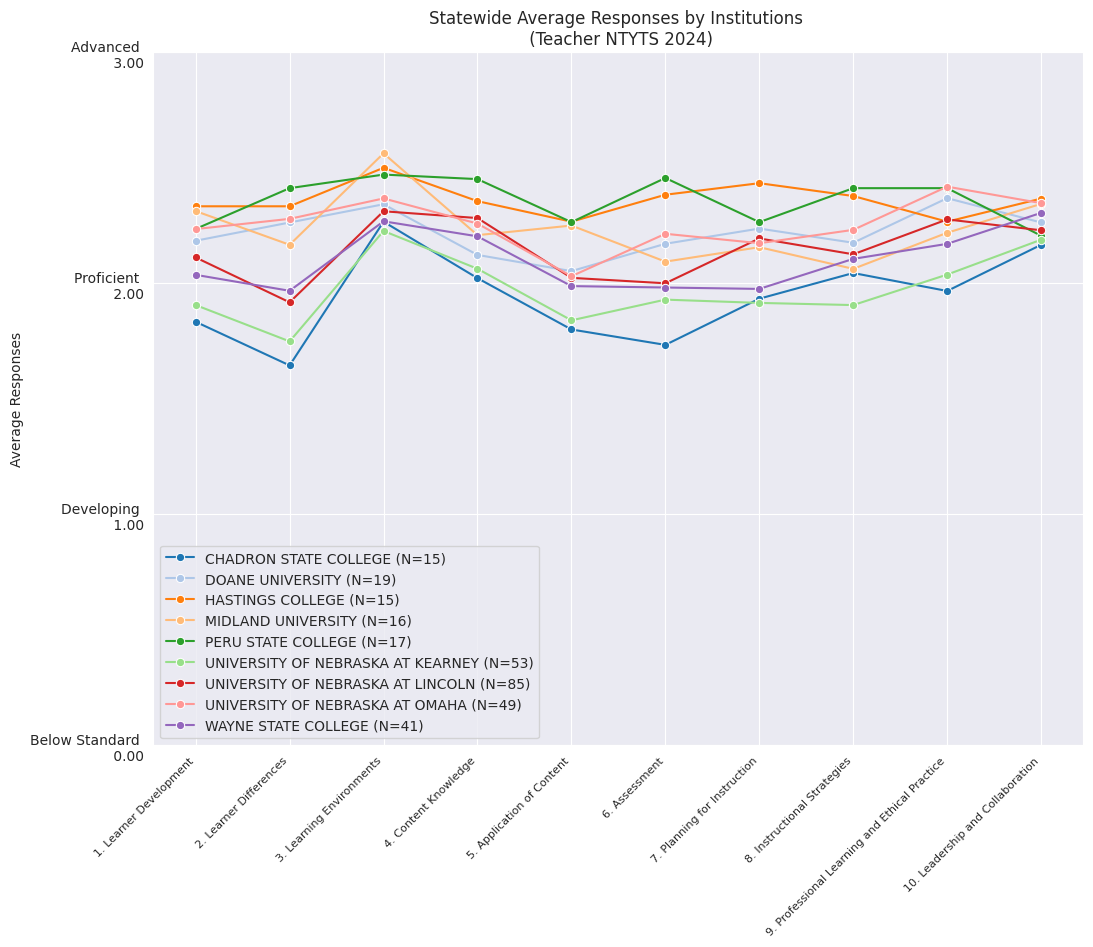 Statewide Average Responses by Institutions
(Teacher NTYTS 2024)
Advanced
3.00
Proficient
2.00
Developing
1.00
Below Standard
0.00
Average Responses
CHADRON STATE COLLEGE (N=15)
DOANE UNIVERSITY (N=19)
HASTINGS COLLEGE (N=15)
MIDLAND UNIVERSITY (N=16)
PERU STATE COLLEGE (N=17)
UNIVERSITY OF NEBRASKA AT KEARNEY (N=53)
UNIVERSITY OF NEBRASKA AT LINCOLN (N=85)
UNIVERSITY OF NEBRASKA AT OMAHA (N=49)
WAYNE STATE COLLEGE (N=41)
1. Learner Development
2. Learner Differences
3. Learning Environments
4. Content Knowledge
5. Application of Content
6. Assessment
7. Planning for Instruction
8. Instructional Strategies
9. Professional Learning and Ethical Practice
10. Leadership and Collaboration